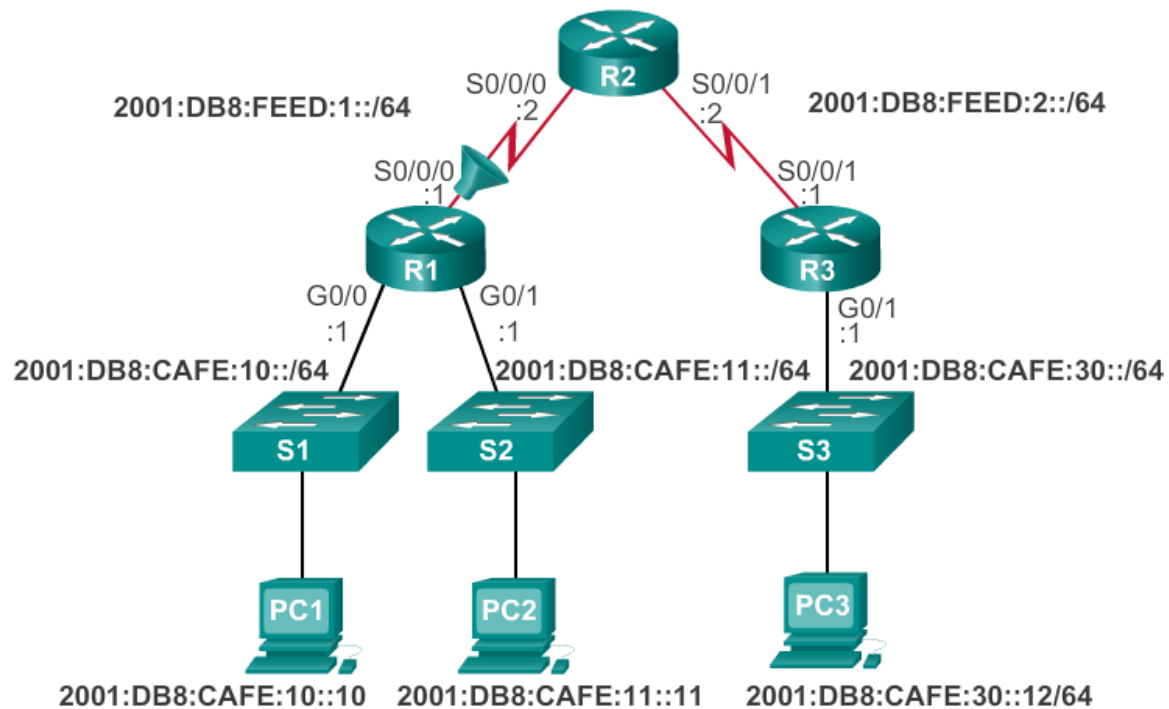 R2
S0/0/0
:2
S0/0/1
:2
2001:DB8:FEED:1::/64
2001:DB8:FEED:2::/64
S0/0/0
:1
S0/0/1
:1
R1
R3
G0/0
:1
G0/1
:1
G0/1
:1
2001:DB8:CAFE:10::/64
2001:DB8:CAFE:11::/64
2001:DB8:CAFE:30::/64
S1
S2
S3
PC1
PC2
PC3
2001:DB8:CAFE:10::10
2001:DB8:CAFE:11::11
2001:DB8:CAFE:30::12/64